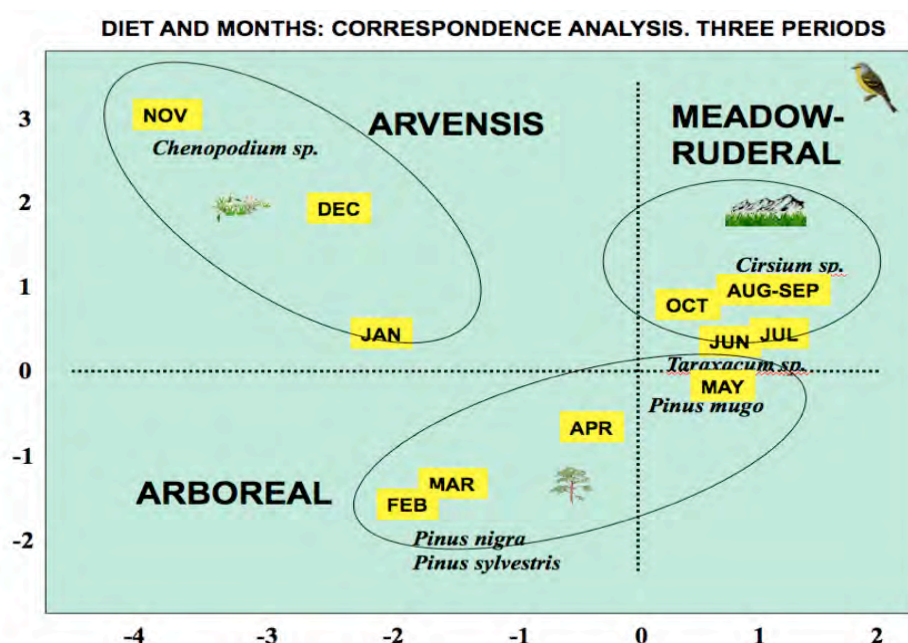 DIET AND MONTHS: CORRESPONDENCE ANALYSIS. THREE PERIODS
3
NOV
ARVENSIS
MEADOW-
RUDERAL
Chenopodium sp.
2
DEC
Cirsium sp.
1
AUG-SEP
OCT
JAN
JUN
JUL
0
Taraxacum sp.
MAY
Pinus mugo
APR
-1
ARBOREAL
MAR
FEB
-2
Pinus nigra
Pinus sylvestris
-4
-3
-2
-1
0
1
2